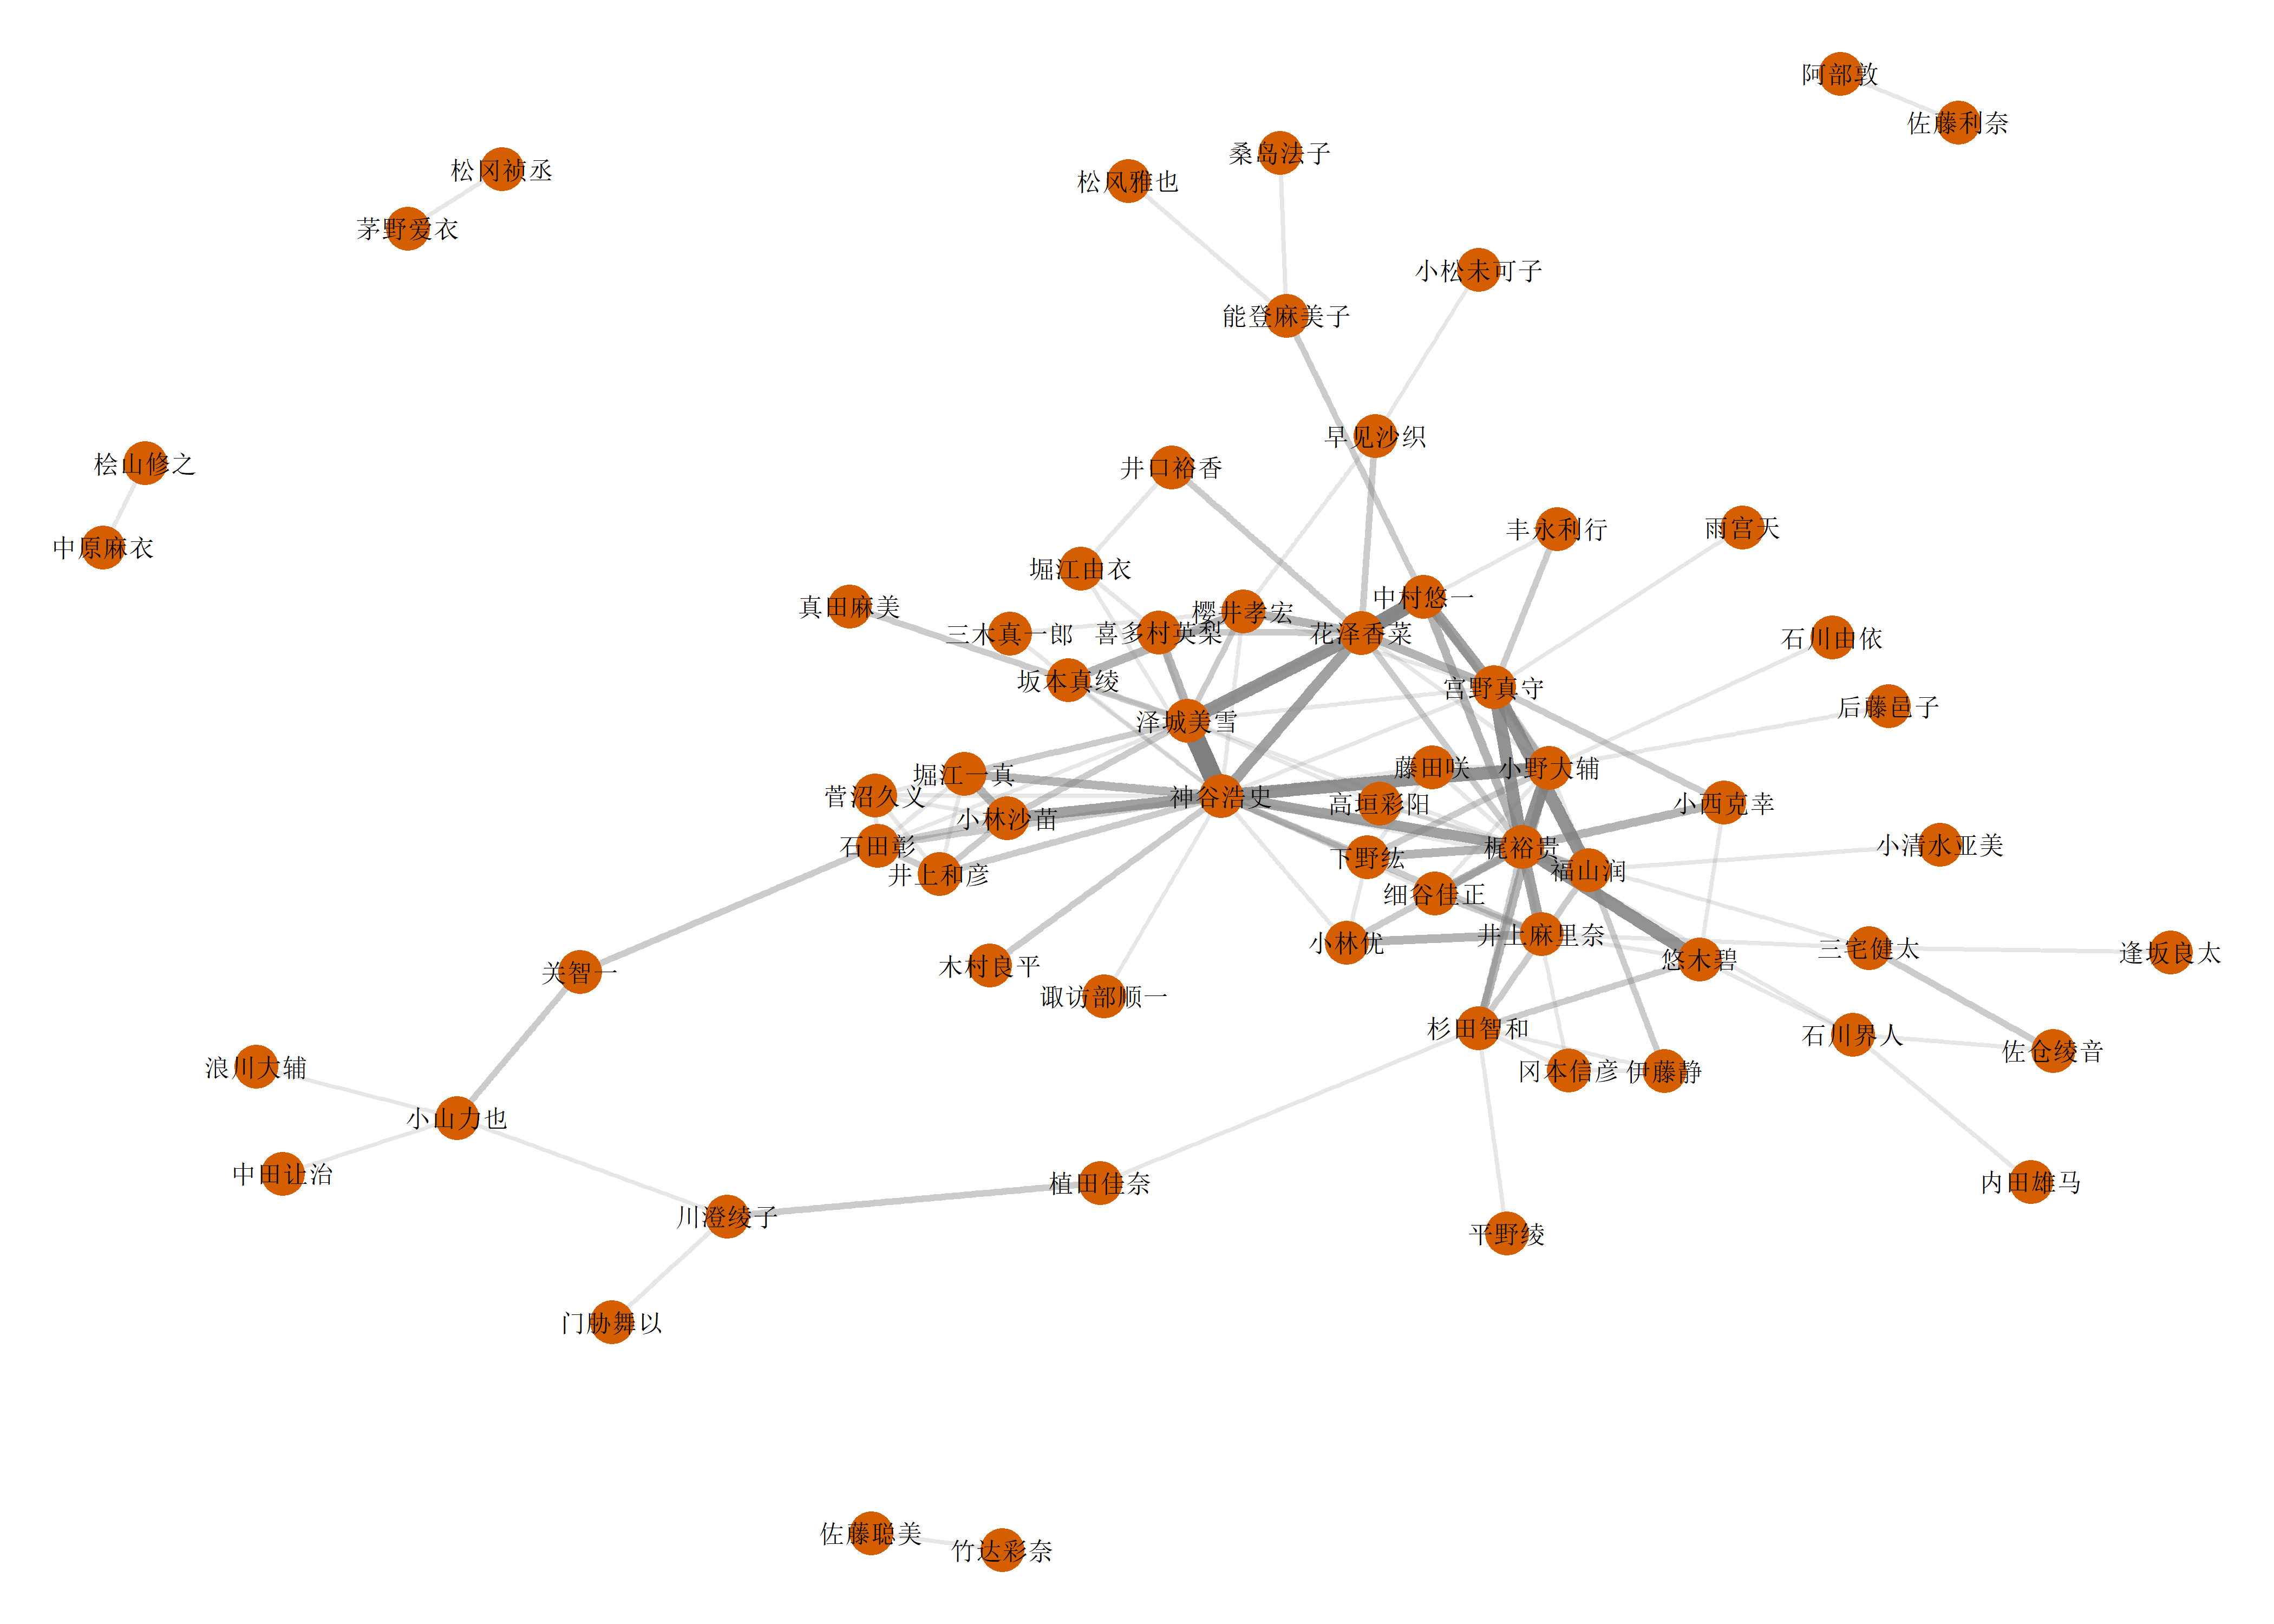 阿部敦
佐藤利奈
桑岛法子
松冈祯丞
松风雅也
茅野爱衣
小松未可子
能登麻美子
早见沙织
桧山修之
井口裕香
丰永利行
雨宫天
中原麻衣
堀江由衣
中村悠一
真田麻美
樱井孝宏
三木真一郎
喜多村英梨
花泽香菜
石川由依
坂本真绫
宫野真守
后藤邑子
泽城美雪
藤田咲
小野大辅
堀江一真
菅沼久义
神谷浩史
高垣彩阳
小西克幸
小林沙苗
石田彰
梶裕贵
小清水亚美
下野纮
福山润
井上和彦
细谷佳正
小林优
井上麻里奈
三宅健太
逢坂良太
悠木碧
木村良平
关智一
诹访部顺一
杉田智和
石川界人
佐仓绫音
浪川大辅
冈本信彦
伊藤静
小山力也
中田让治
植田佳奈
内田雄马
川澄绫子
平野绫
门胁舞以
佐藤聪美
竹达彩奈